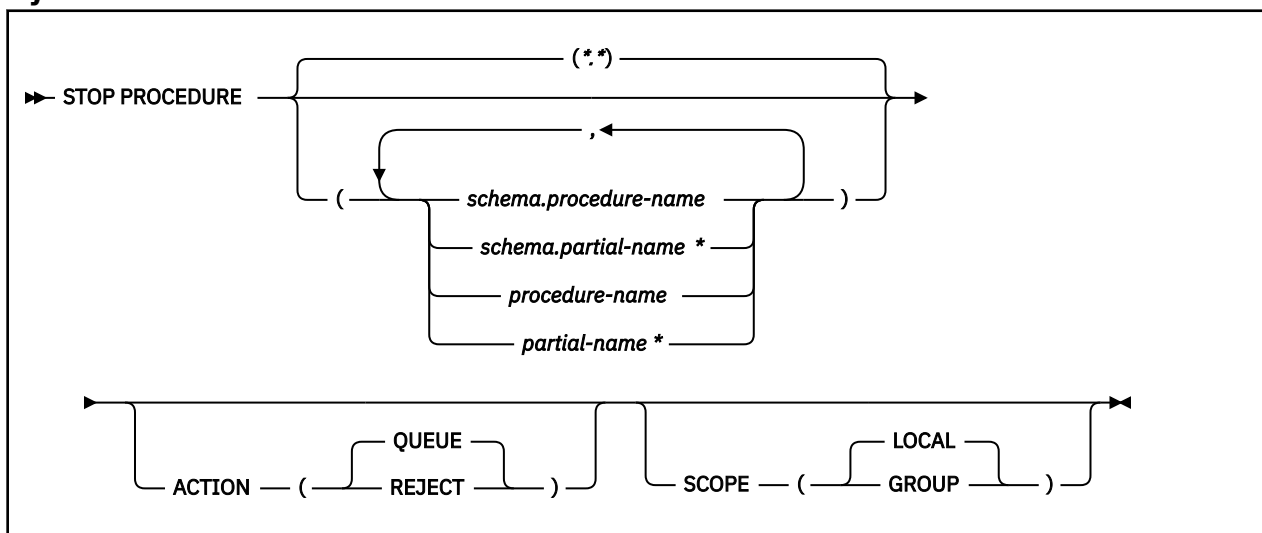 (*.*)
STOP PROCEDURE
,
( schema.procedure-name )
schema.partial-name *
procedure-name
partial-name *
QUEUE LOCAL
ACTION ( REJECT ) SCOPE ( GROUP )